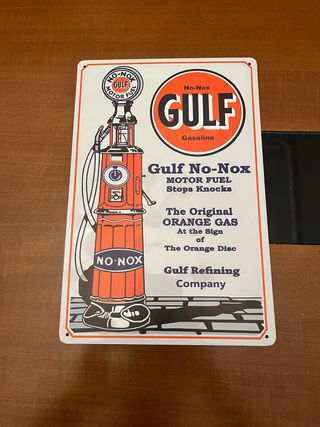 NO-NOX
GULF
MOTOR FUEL
No-Nox
GULF
Gasoline
Gulf No-Nox
MOTOR FUEL
Stops Knocks
The Original
ORANGE GAS
At the Sign
of
The Orange Disc
Gulf Refining
Company
NO-NOX